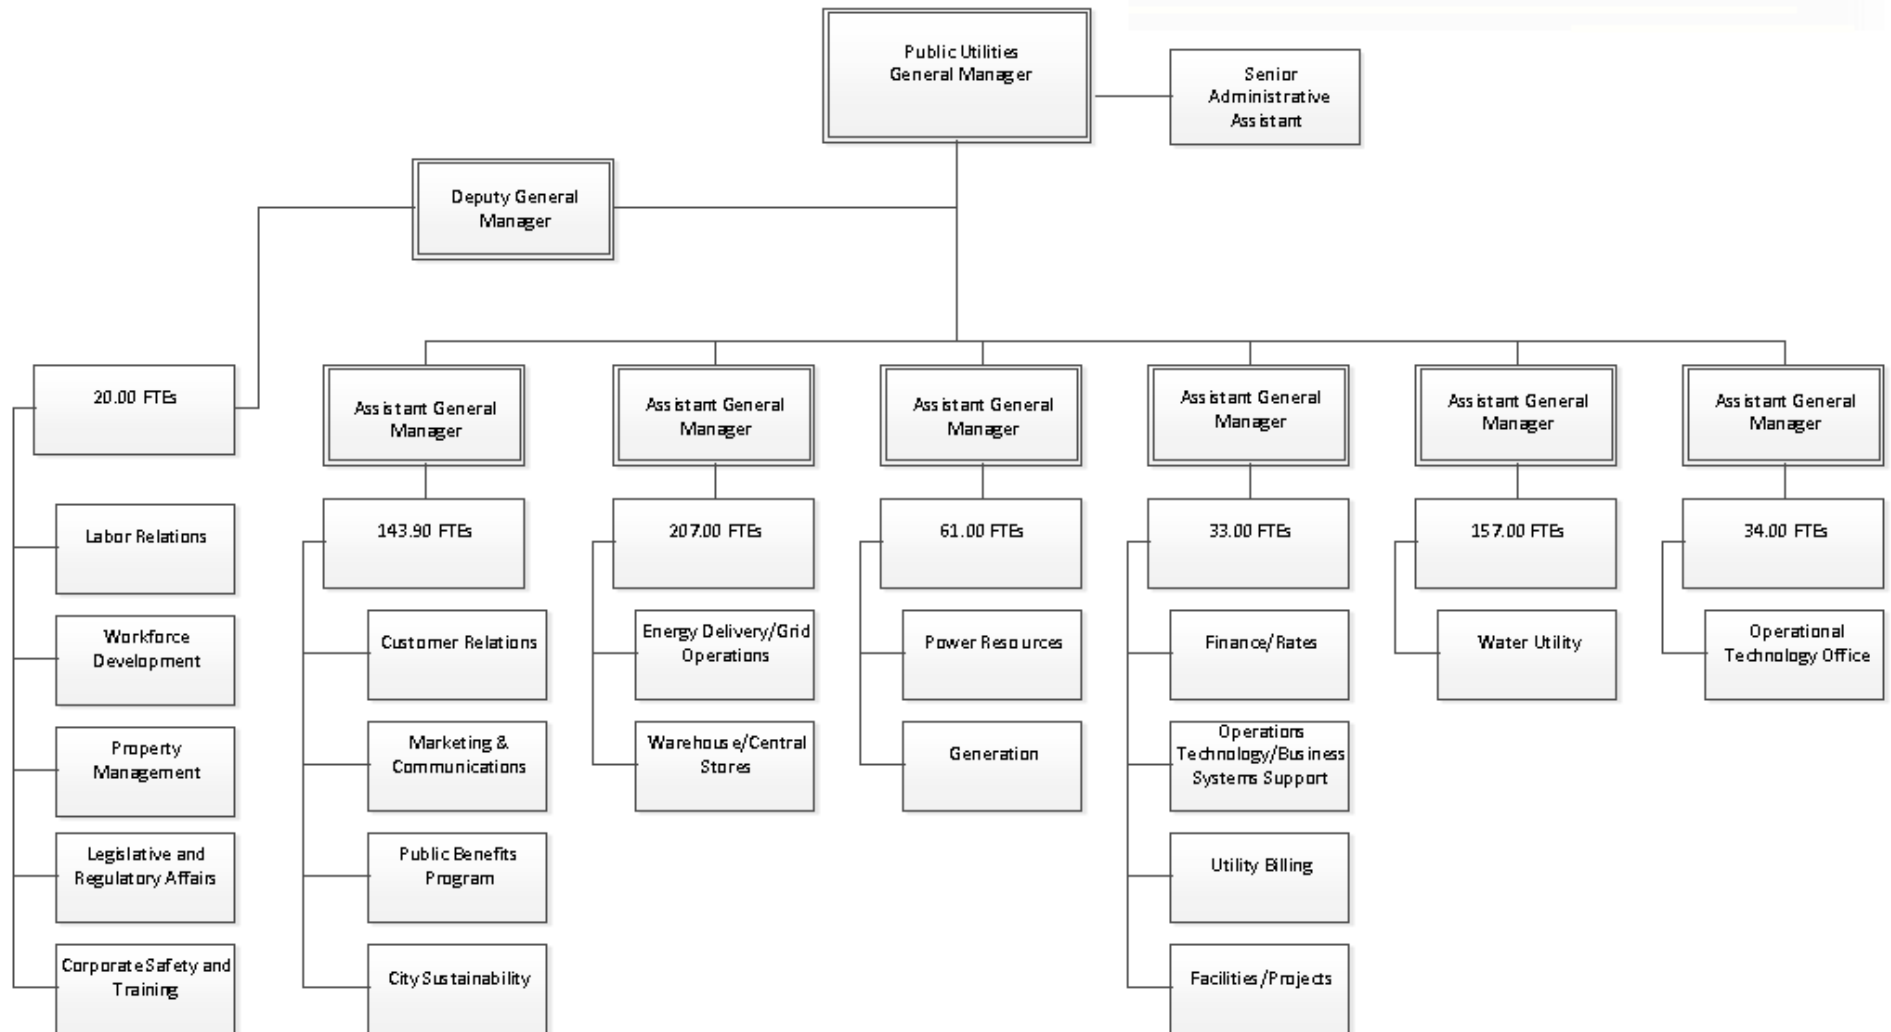 Public Utilities
General Manager
Senior
Administrative
Assistant
Deputy General
Manager
20.00 FTEs
Labor Relations
Workforce
Development
Property
Management
Legislative and
Regulatory Affairs
Corporate Safety and
Training
Assistant General
Manager
143.90 FTEs
Customer Relations
Marketing &
Communications
Public Benefits
Program
City Sustainability
Assistant General
Manager
207.00 FTEs
Energy Delivery/Grid
Operations
Warehouse/Central
Stores
Assistant General
Manager
61.00 FTEs
Power Resources
Generation
Assistant General
Manager
33.00 FTEs
Finance/Rates
Operations
Technology/Business
Systems Support
Utility Billing
Facilities/Projects
Assistant General
Manager
157.00 FTEs
Water Utility
Assistant General
Manager
34.00 FTEs
Operational
Technology Office